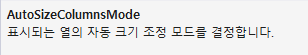 AutoSizeColumnsMode
표시되는 열의 자동 크기 조정 모드를 결정합니다.